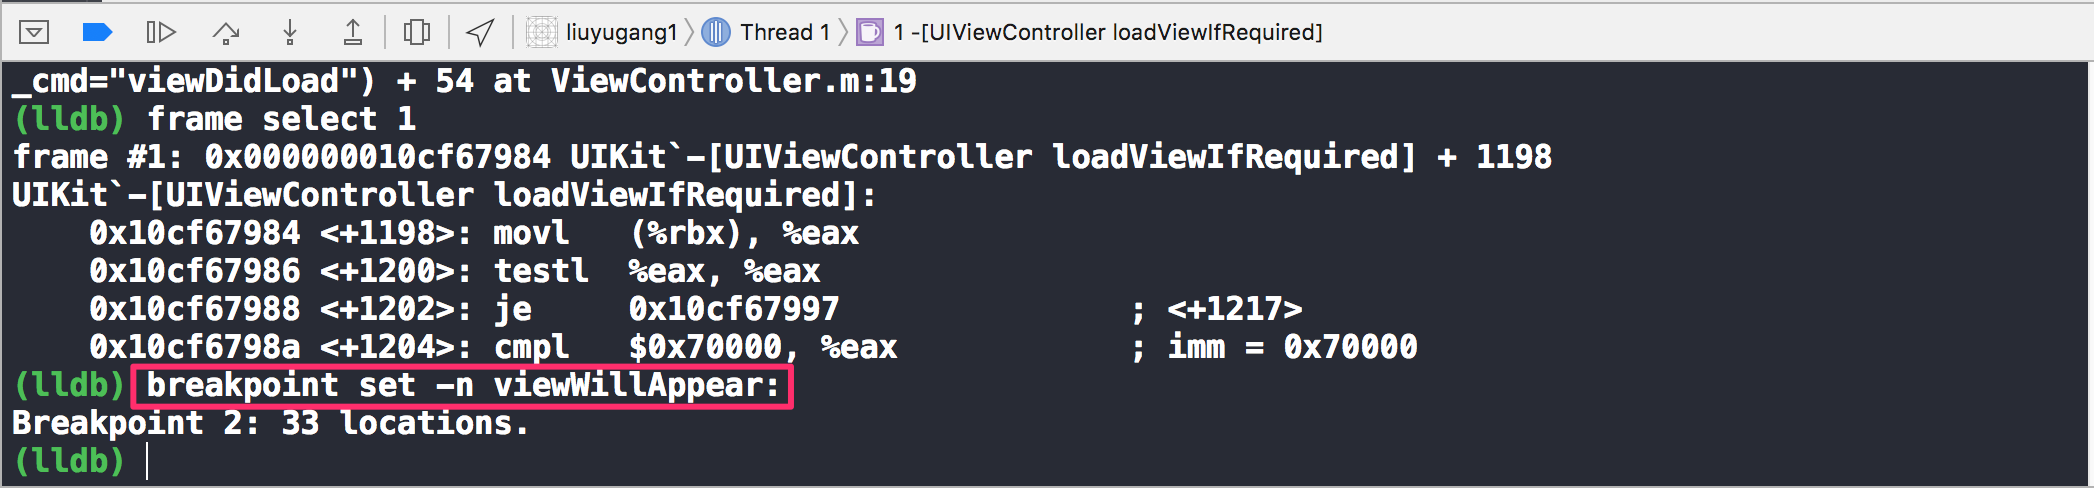 liuyugang1 Thread 1 1 -[UIViewController loadViewIfRequired]
_cmd="viewDidLoad") + 54 at ViewController.m:19
(lldb) frame select 1
frame #1: 0x000000010cf67984 UIKit`-[UIViewController loadViewIfRequired] + 1198
UIKit`-[UIViewController loadViewIfRequired]:
    0x10cf67984 <+1198>: movl   (%rbx), %eax
    0x10cf67986 <+1200>: testl  %eax, %eax
    0x10cf67988 <+1202>: je     0x10cf67997               ; <+1217>
    0x10cf6798a <+1204>: cmpl   $0x70000, %eax            ; imm = 0x70000
(lldb) breakpoint set -n viewWillAppear:
Breakpoint 2: 33 locations.
(lldb)